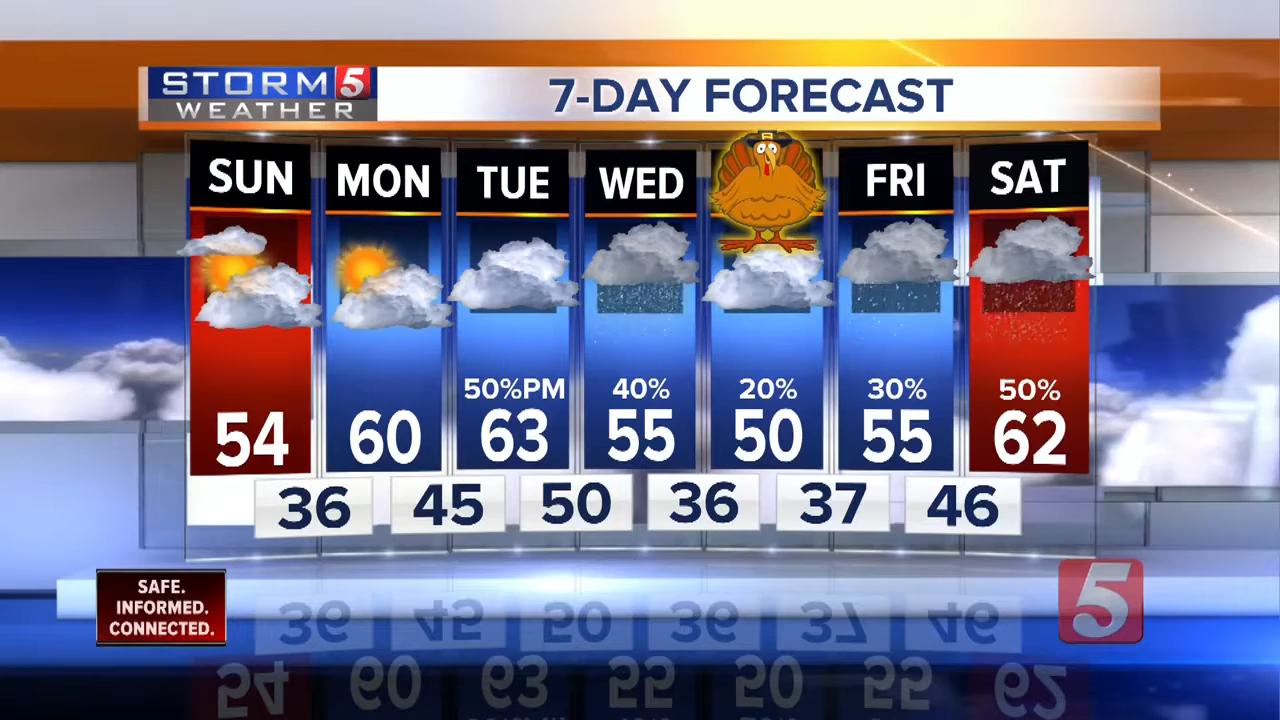 STORM 5
WEATHER
7-DAY FORECAST
SUN MON TUE WED FRI SAT
50%PM 40% 20% 30% 50%
54 60 63 55 50 55 62
36 45 50 36 37 46
SAFE.
INFORMED.
CONNECTED.
5